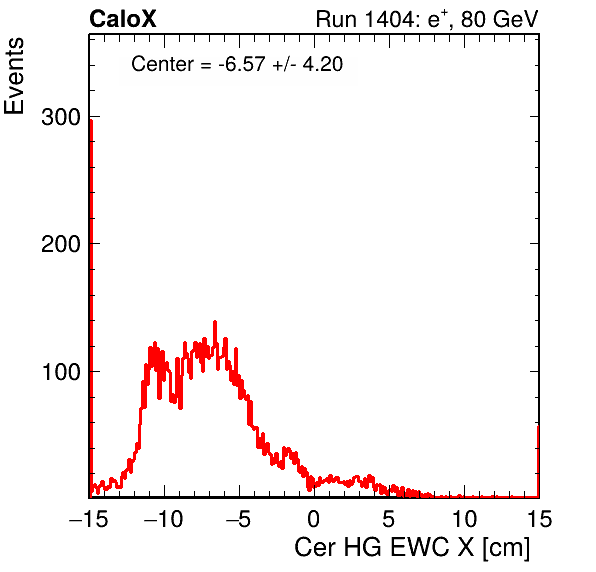 CaloX Run 1404: e⁺, 80 GeV
Center = -6.57 +/- 4.20
Events
300
200
100
−15 −10 −5 0 5 10 15
Cer HG EWC X [cm]